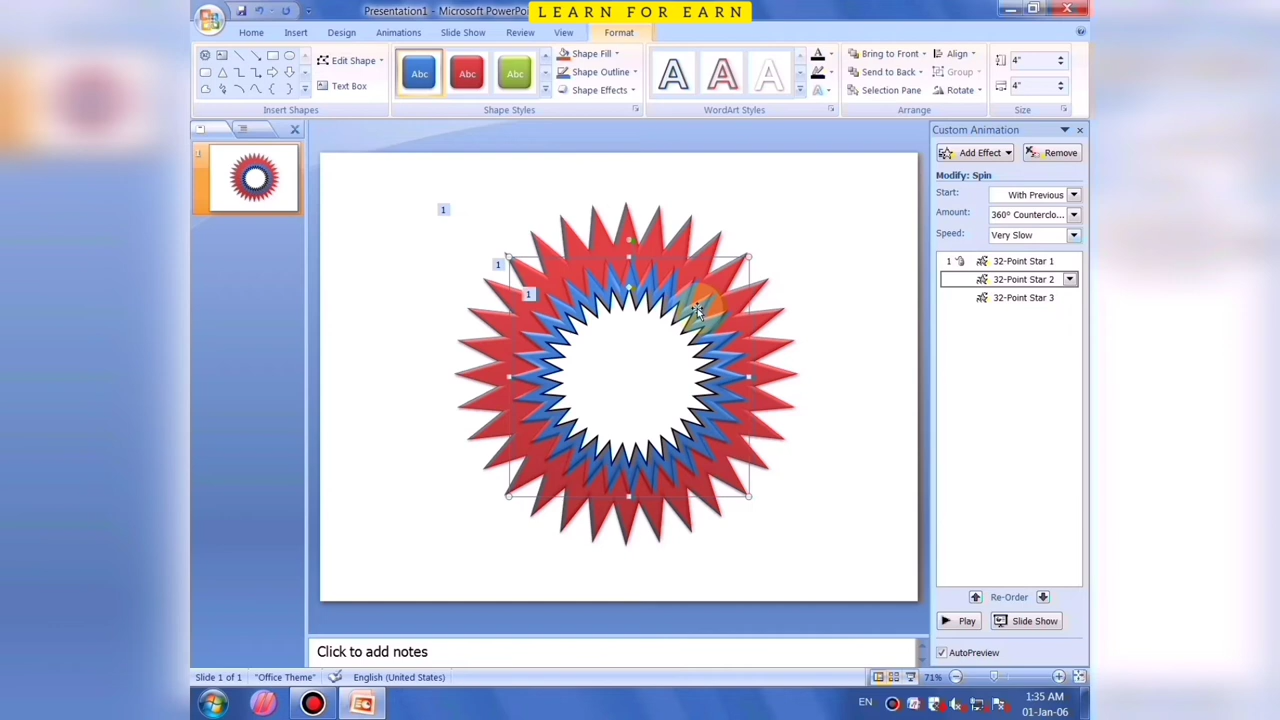 LEARN FOR EARN
Presentation1 - Microsoft PowerPo
Home Insert Design Animations Slide Show Review View Format
Edit Shape
Text Box
Insert Shapes
Abc Abc Abc
Shape Fill
Shape Outline
Shape Effects
Shape Styles
A A A
A
A
WordArt Styles
Bring to Front
Send to Back
Selection Pane
Align
Group
Rotate
Arrange
4"
4"
Size
1
1
1
1
Custom Animation
Add Effect Remove
Modify: Spin
Start: With Previous
Amount: 360º Counterclo...
Speed: Very Slow
1 32-Point Star 1
32-Point Star 2
32-Point Star 3
Re-Order
Play Slide Show
AutoPreview
Click to add notes
Slide 1 of 1 "Office Theme" English (United States) 71%
EN 1:35 AM
01-Jan-06